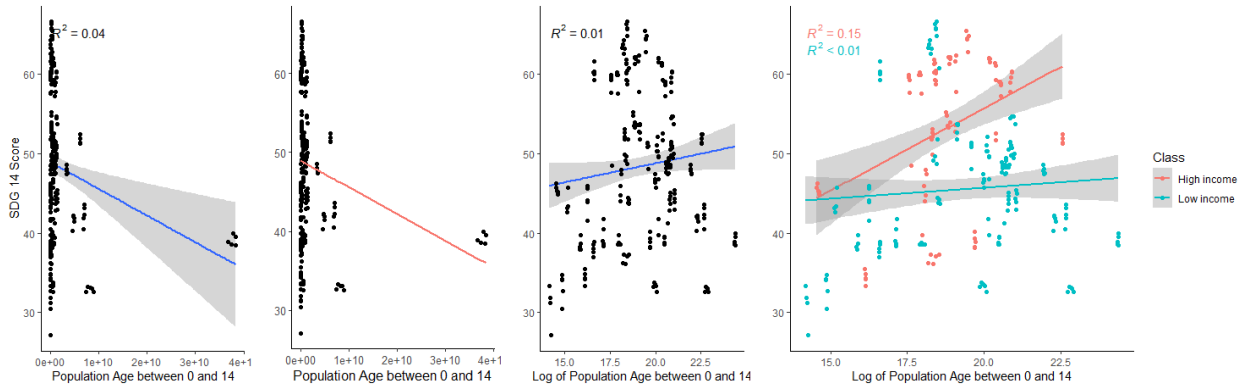 SDG 14 Score
60
50
40
30
R² = 0.04
0e+00 1e+10 2e+10 3e+10 4e+1
Population Age between 0 and 14
60
50
40
30
0e+00 1e+10 2e+10 3e+10 4e+1
Population Age between 0 and 14
60
50
40
30
R² = 0.01
15.0 17.5 20.0 22.5
Log of Population Age between 0 and 14
60
50
40
30
R² = 0.15
R² < 0.01
15.0 17.5 20.0 22.5
Log of Population Age between 0 and 14
Class
High income
Low income